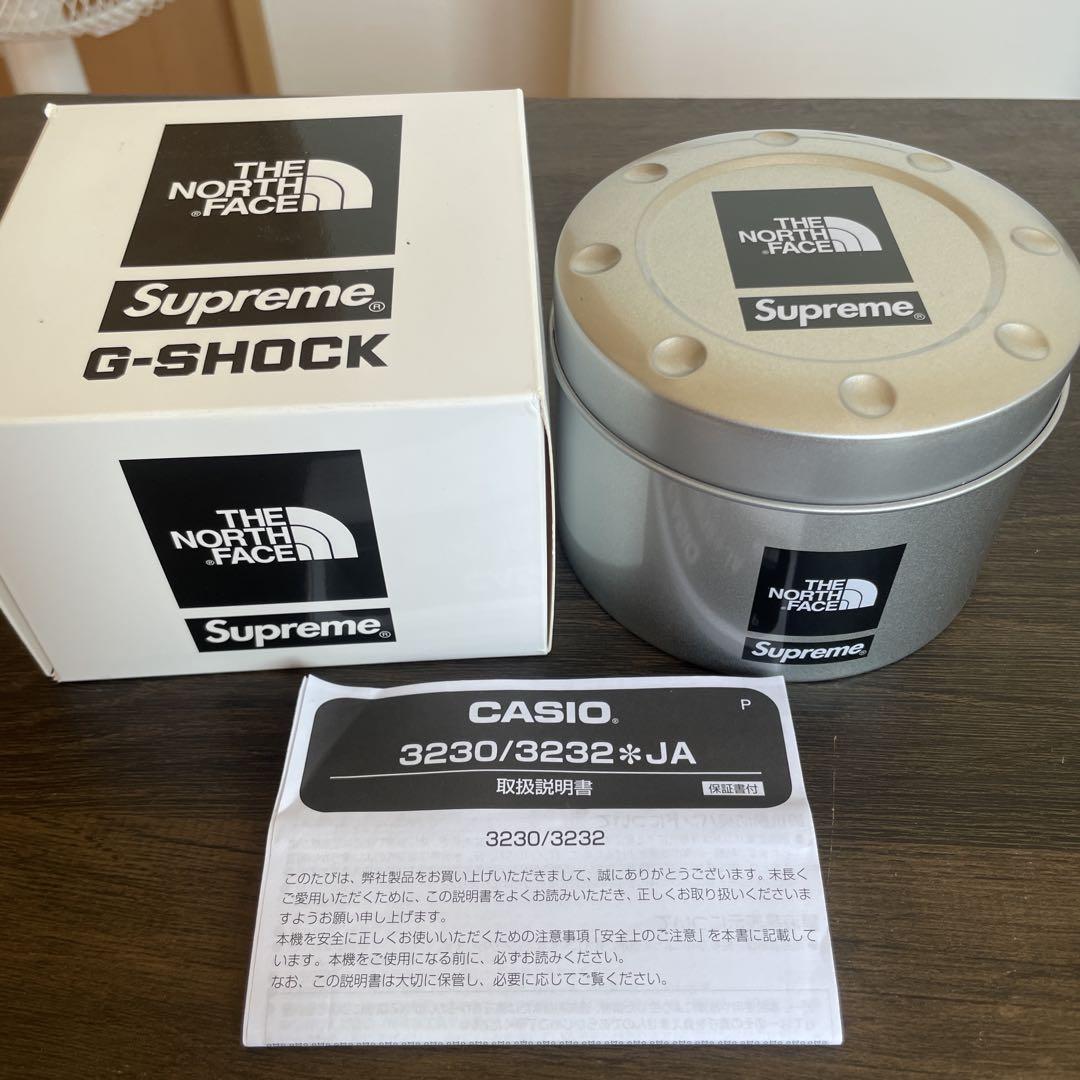 THE
NORTH
FACE
Supreme®
G-SHOCK
THE
NORTH
®FACE
Supreme®
THE
NORTH
FACE
Supreme®
THE
NORTH
FACE
Supreme®
CASIO®
P
3230/3232✻JA
取扱説明書
保証書付
3230/3232
このたびは、弊社製品をお買い上げいただきまして、誠にありがとうございます。末長く
ご愛用いただくために、この説明書をよくお読みいただき、正しくお取り扱いくださいま
すようお願い申し上げます。
本機を安全に正しくお使いいただくための注意事項「安全上のご注意」を本書に記載して
います。本機をご使用になる前に、必ずお読みください。
なお、この説明書は大切に保管し、必要に応じてご覧ください。